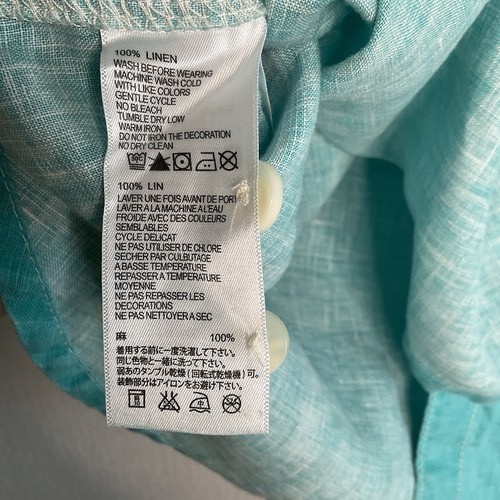 100% LINEN
WASH BEFORE WEARING
MACHINE WASH COLD
WITH LIKE COLORS
GENTLE CYCLE
NO BLEACH
TUMBLE DRY LOW
WARM IRON
DO NOT IRON THE DECORATION
NO DRY CLEAN
100% LIN
LAVER UNE FOIS AVANT DE PORT
LAVER A LA MACHINE A L'EAU
FROIDE AVEC DES COULEURS
SEMBLABLES
CYCLE DELICAT
NE PAS UTILISER DE CHLORE
SECHER PAR CULBUTAGE
A BASSE TEMPERATURE
REPASSER A TEMPERATURE
MOYENNE
NE PAS REPASSER LES
DECORATIONS
NE PAS NETTOYER A SEC
麻 100%
着用する前に一度洗濯して下さい。
同じ色物と一緒に洗って下さい。
弱あのタンブル乾燥(回転式乾燥機)可。
装飾部分はアイロンをお避け下さい。